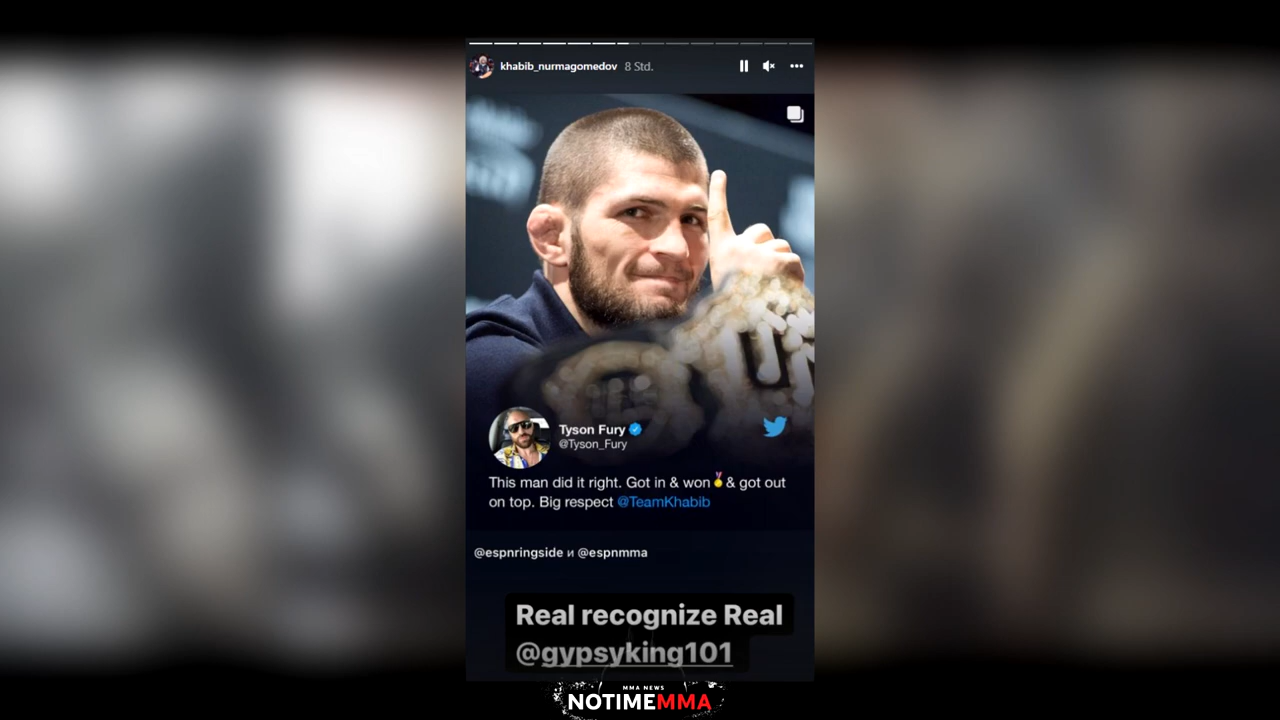 khabib_nurmagomedov 8 Std.
Tyson Fury
@Tyson_Fury
This man did it right. Got in & won🏅& got out
on top. Big respect @TeamKhabib
@espnringside и @espnmma
Real recognize Real
@gypsyking101
MMA NEWS
NOTIMEMMA